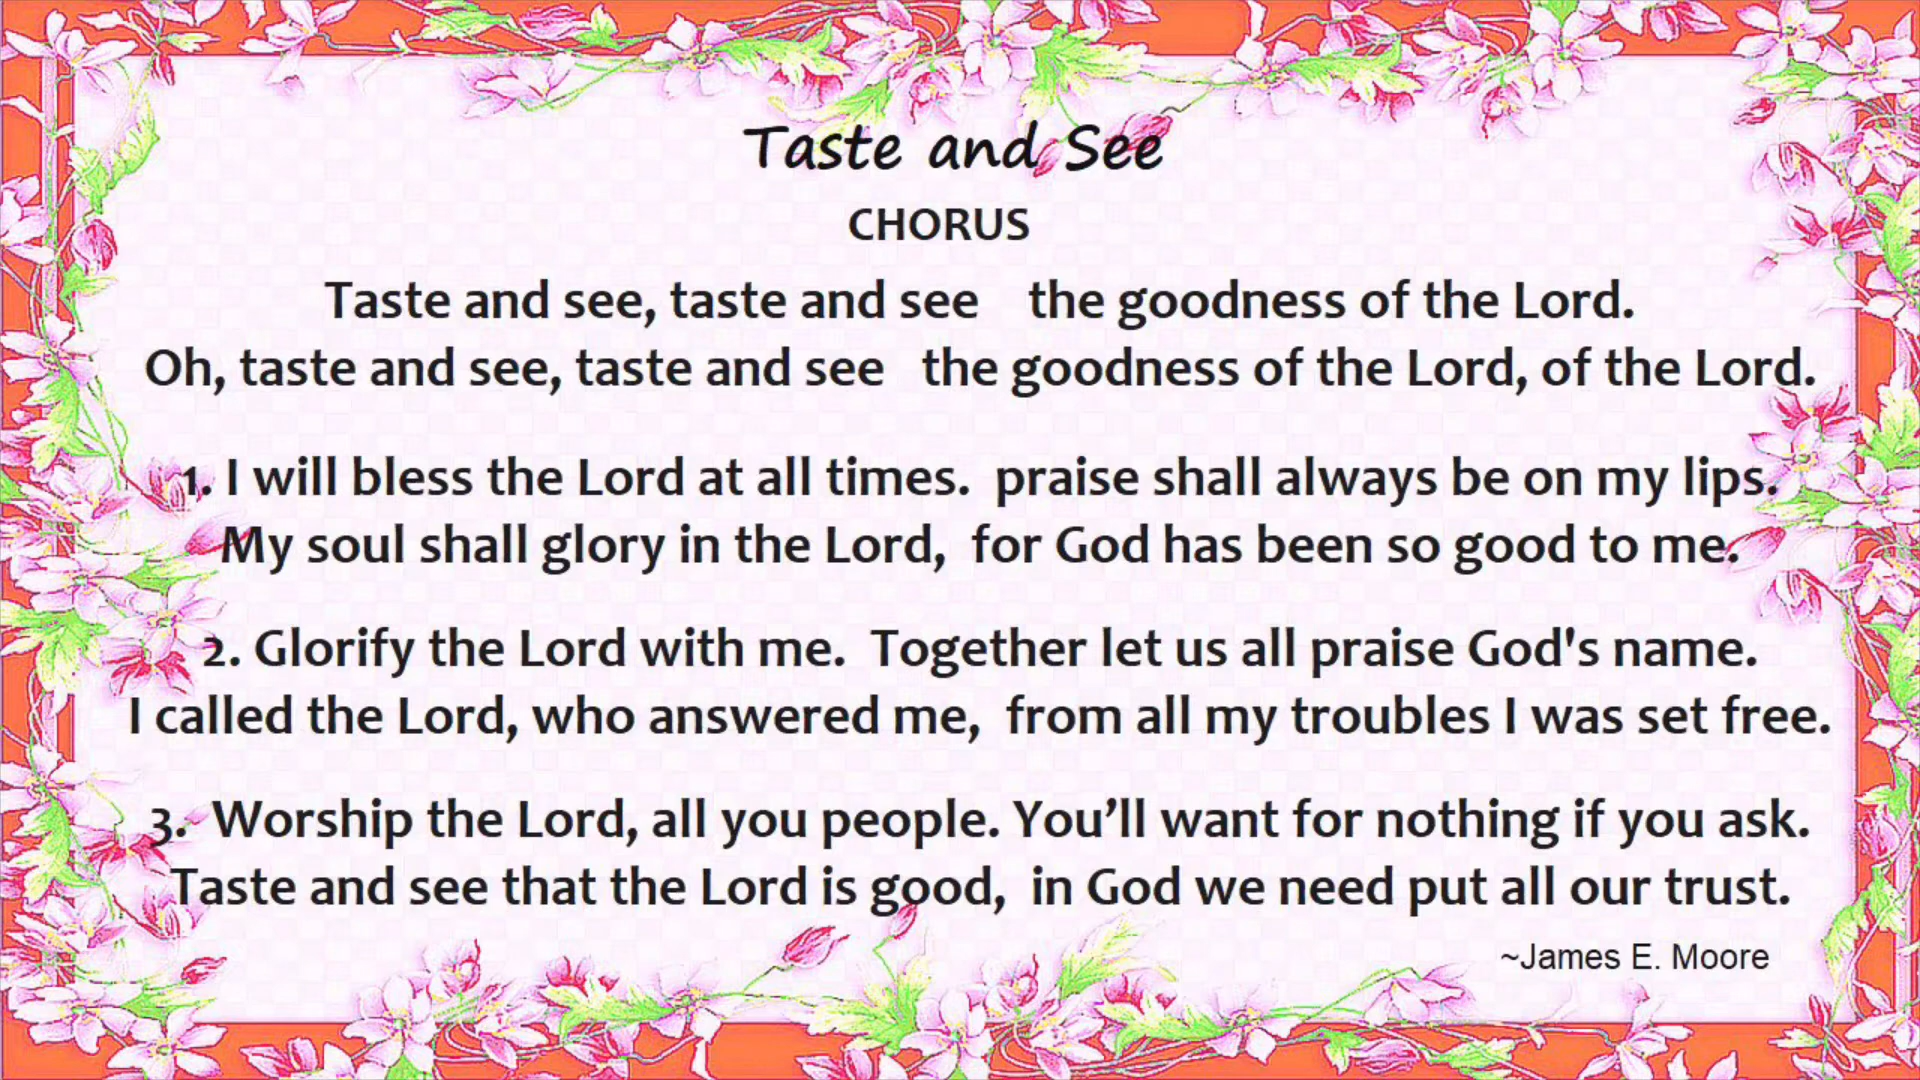 Taste and See
CHORUS
Taste and see, taste and see the goodness of the Lord.
Oh, taste and see, taste and see the goodness of the Lord, of the Lord.
1. I will bless the Lord at all times. praise shall always be on my lips.
My soul shall glory in the Lord, for God has been so good to me.
2. Glorify the Lord with me. Together let us all praise God's name.
I called the Lord, who answered me, from all my troubles I was set free.
3. Worship the Lord, all you people. You’ll want for nothing if you ask.
Taste and see that the Lord is good, in God we need put all our trust.
~James E. Moore